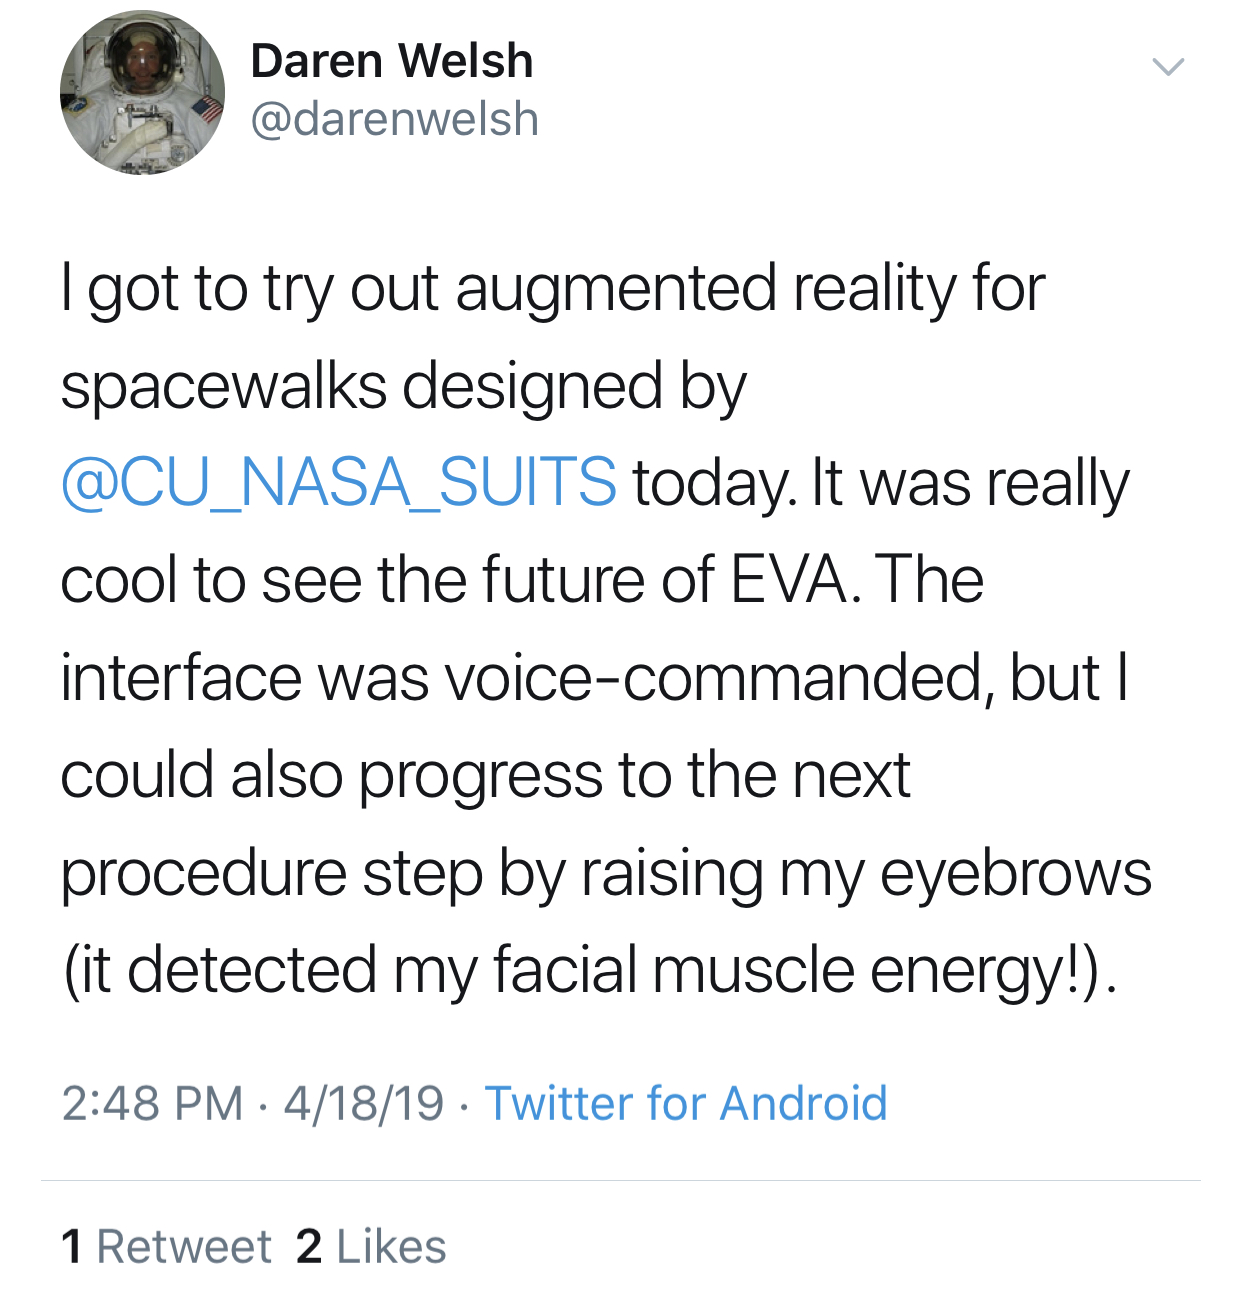 Daren Welsh
@darenwelsh
I got to try out augmented reality for
spacewalks designed by
@CU_NASA_SUITS today. It was really
cool to see the future of EVA. The
interface was voice-commanded, but I
could also progress to the next
procedure step by raising my eyebrows
(it detected my facial muscle energy!).
2:48 PM · 4/18/19 · Twitter for Android
1 Retweet 2 Likes